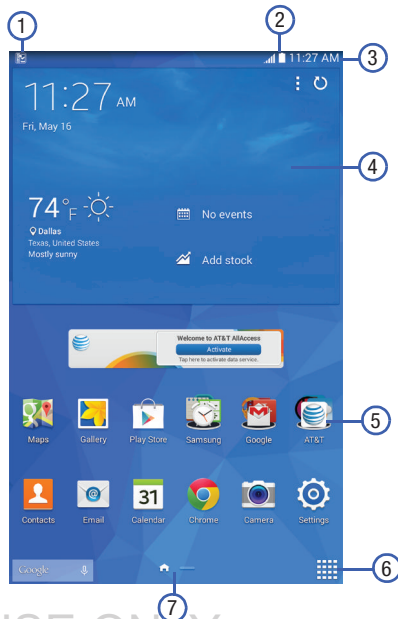 1
2
11:27 AM
3
11:27 AM
Fri, May 16
4
74°F
Dallas
Texas, United States
Mostly sunny
No events
Add stock
Welcome to AT&T AllAccess
Activate
Tap here to activate data service.
Maps
Gallery
Play Store
Samsung
Google
AT&T
5
31
Contacts
Email
Calendar
Chrome
Camera
Settings
Google
6
7